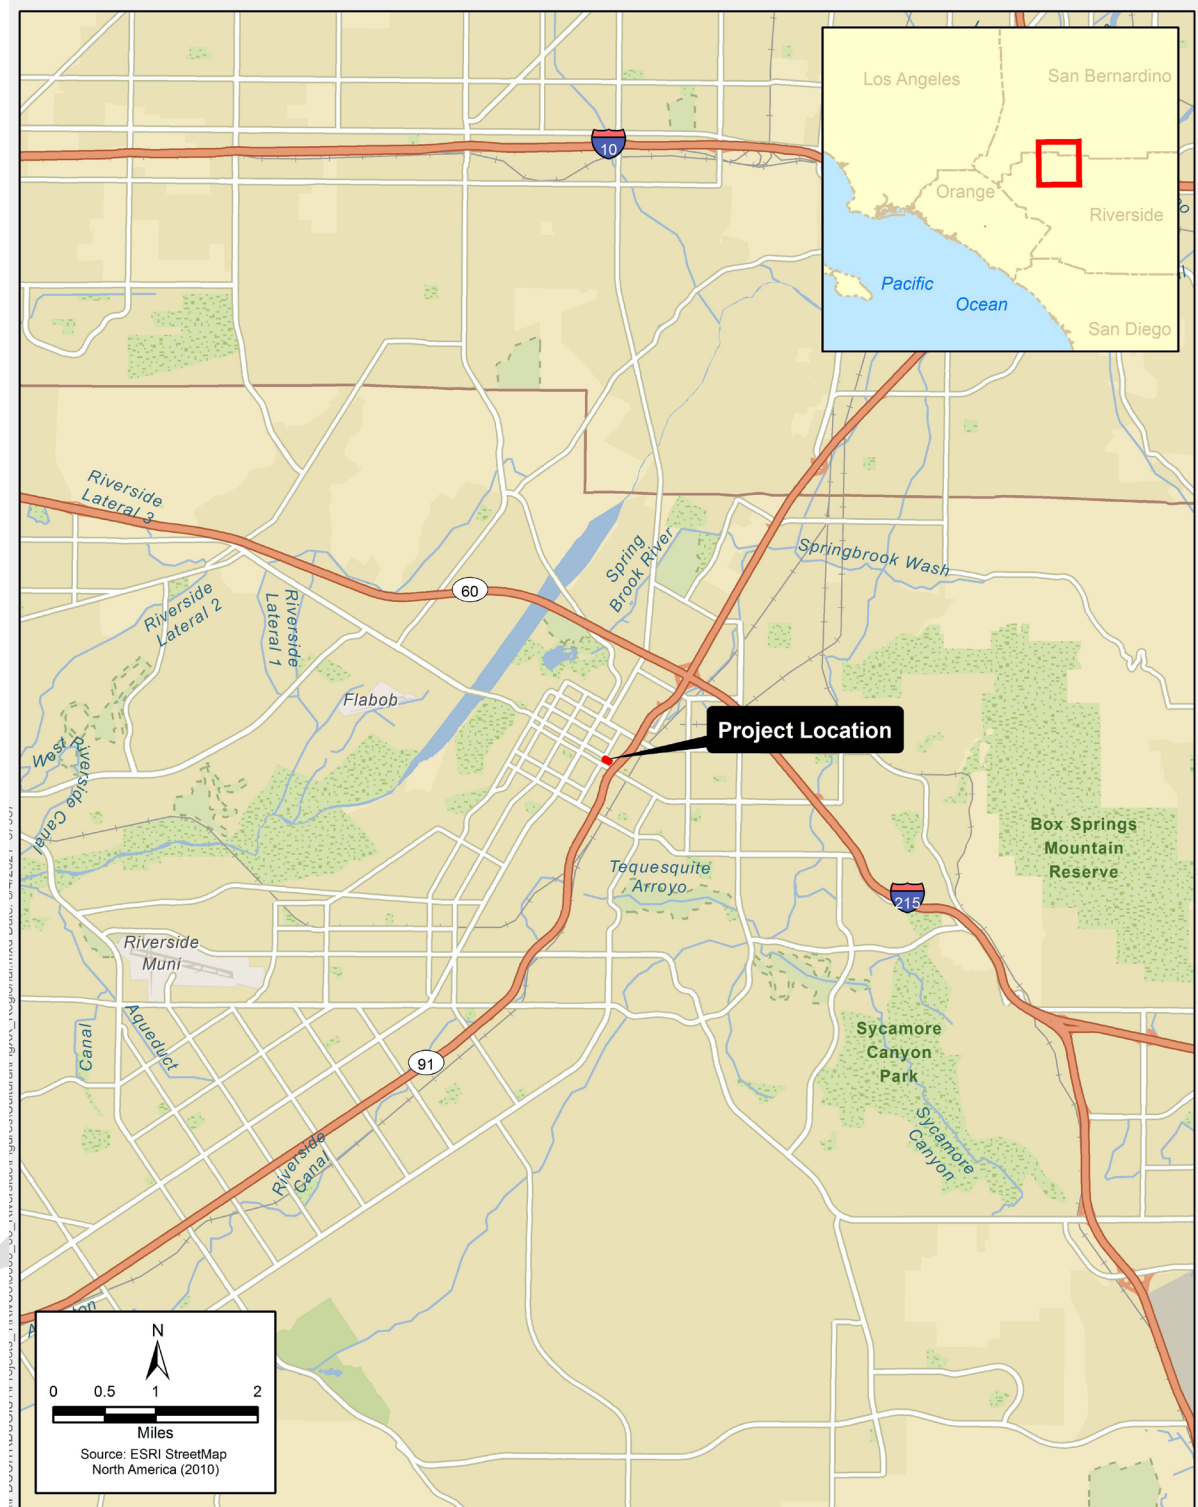 Los Angeles
San Bernardino
Orange
Riverside
Pacific
Ocean
San Diego
10
Riverside
Lateral 3
Spring
Brook River
Springbrook Wash
60
Riverside
Lateral 2
Riverside
Lateral 1
Flabob
Project Location
West Riverside Canal
Box Springs
Mountain
Reserve
Tequesquite
Arroyo
215
Riverside
Muni
Canal
Aqueduct
Sycamore
Canyon
Park
91
Sycamore
Canyon
Riverside
Canal
N
0 0.5 1 2
Miles
Source: ESRI StreetMap
North America (2010)